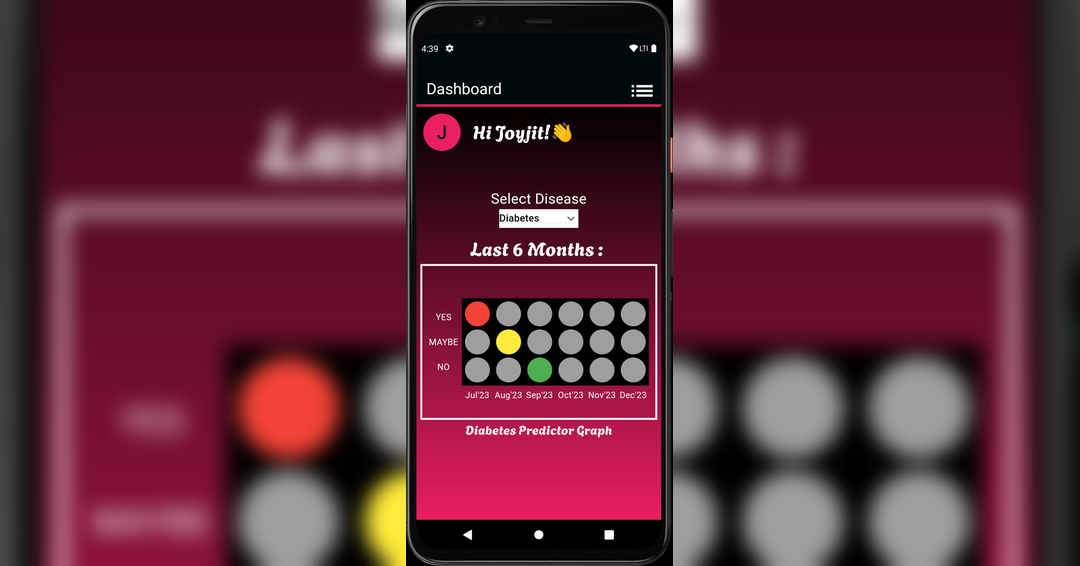 4:39
LTE
Dashboard
J
Hi Joyjit!👋
Select Disease
Diabetes
Last 6 Months :
YES
MAYBE
NO
Jul'23 Aug'23 Sep'23 Oct'23 Nov'23 Dec'23
Diabetes Predictor Graph